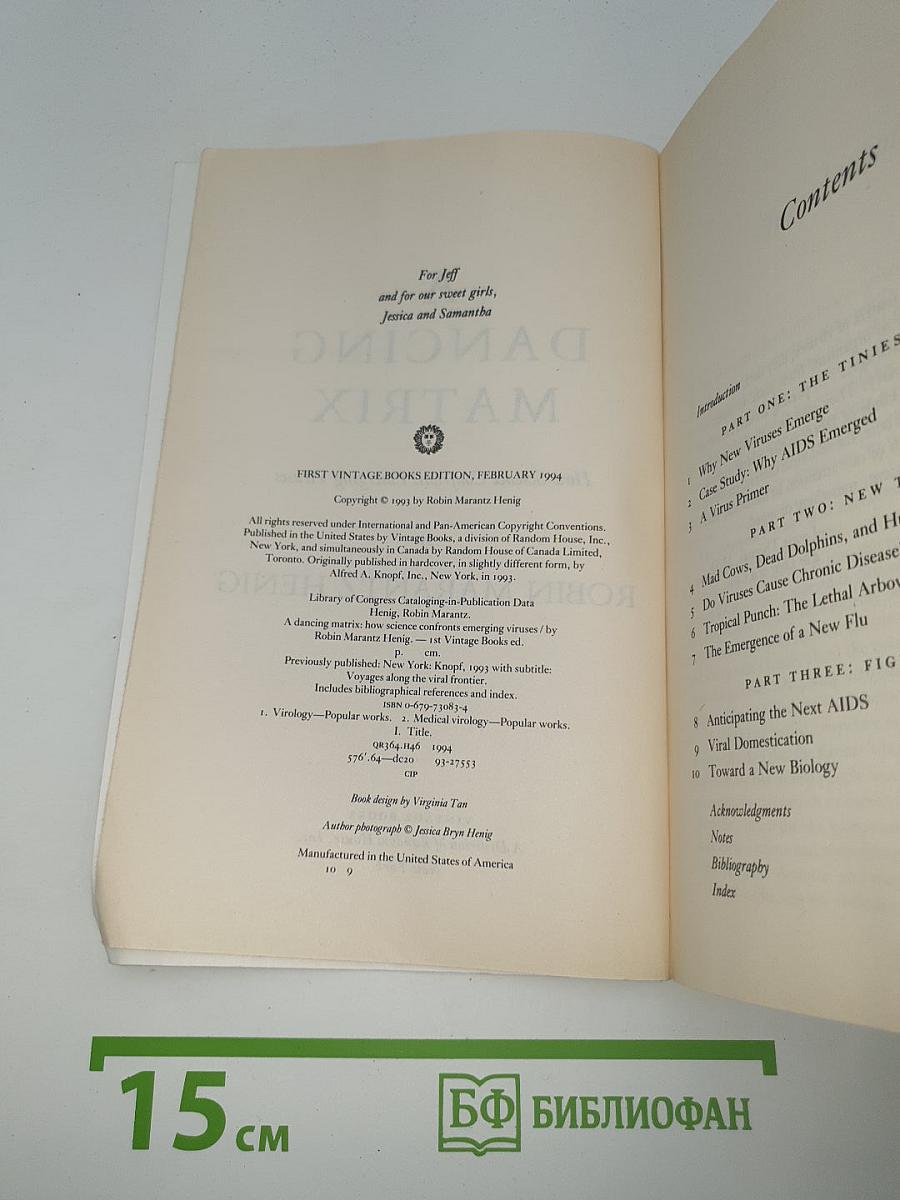 For Jeff
and for our sweet girls,
Jessica and Samantha
FIRST VINTAGE BOOKS EDITION, FEBRUARY 1994
Copyright © 1993 by Robin Marantz Henig
All rights reserved under International and Pan-American Copyright Conventions.
Published in the United States by Vintage Books, a division of Random House, Inc.,
New York, and simultaneously in Canada by Random House of Canada Limited,
Toronto. Originally published in hardcover, in slightly different form, by
Alfred A. Knopf, Inc., New York, in 1993.
Library of Congress Cataloging-in-Publication Data
Henig, Robin Marantz.
A dancing matrix: how science confronts emerging viruses / by
Robin Marantz Henig. — 1st Vintage Books ed.
p. cm.
Previously published: New York: Knopf, 1993 with subtitle:
Voyages along the viral frontier.
Includes bibliographical references and index.
ISBN 0-679-73083-4
1. Virology—Popular works. 2. Medical virology—Popular works.
I. Title.
QR364.H46 1994
576'.64—dc20 93-27553
CIP
Book design by Virginia Tan
Author photograph © Jessica Bryn Henig
Manufactured in the United States of America
10 9
Contents
Introduction
PART ONE: THE TINIES
1 Why New Viruses Emerge
2 Case Study: Why AIDS Emerged
3 A Virus Primer
PART TWO: NEW T
4 Mad Cows, Dead Dolphins, and Hu
5 Do Viruses Cause Chronic Disease?
6 Tropical Punch: The Lethal Arbov
7 The Emergence of a New Flu
PART THREE: FIG
8 Anticipating the Next AIDS
9 Viral Domestication
10 Toward a New Biology
Acknowledgments
Notes
Bibliography
Index
15 см
БФ БИБЛИОФАН